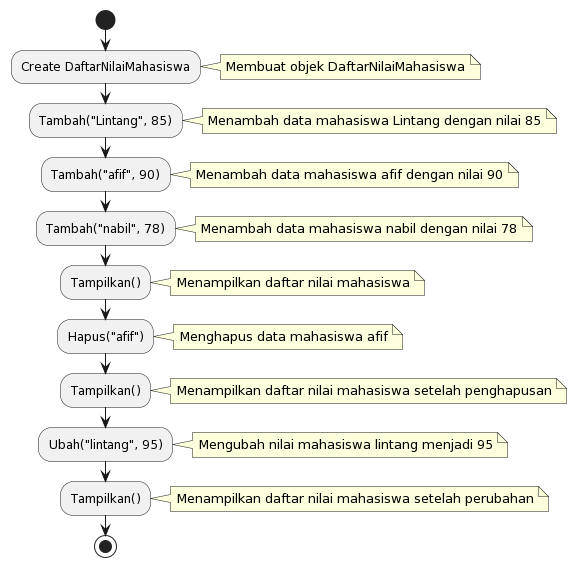 Create DaftarNilaiMahasiswa
Membuat objek DaftarNilaiMahasiswa
Tambah("Lintang", 85)
Menambah data mahasiswa Lintang dengan nilai 85
Tambah("afif", 90)
Menambah data mahasiswa afif dengan nilai 90
Tambah("nabil", 78)
Menambah data mahasiswa nabil dengan nilai 78
Tampilkan()
Menampilkan daftar nilai mahasiswa
Hapus("afif")
Menghapus data mahasiswa afif
Tampilkan()
Menampilkan daftar nilai mahasiswa setelah penghapusan
Ubah("lintang", 95)
Mengubah nilai mahasiswa lintang menjadi 95
Tampilkan()
Menampilkan daftar nilai mahasiswa setelah perubahan